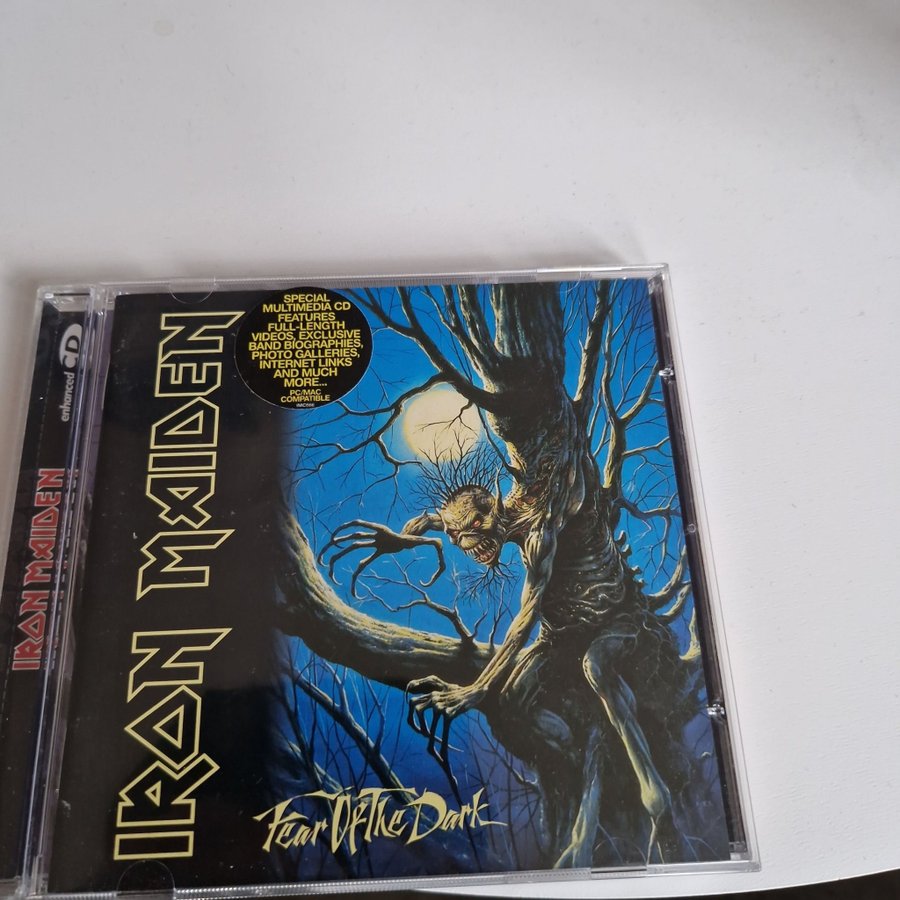 enhanced CD
IRON MAIDEN
IRON MAIDEN
SPECIAL
MULTIMEDIA CD
FEATURES
FULL-LENGTH
VIDEOS, EXCLUSIVE
BAND BIOGRAPHIES,
PHOTO GALLERIES,
INTERNET LINKS
AND MUCH
MORE...
PC/MAC
COMPATIBLE
IMC666
Fear Of The Dark